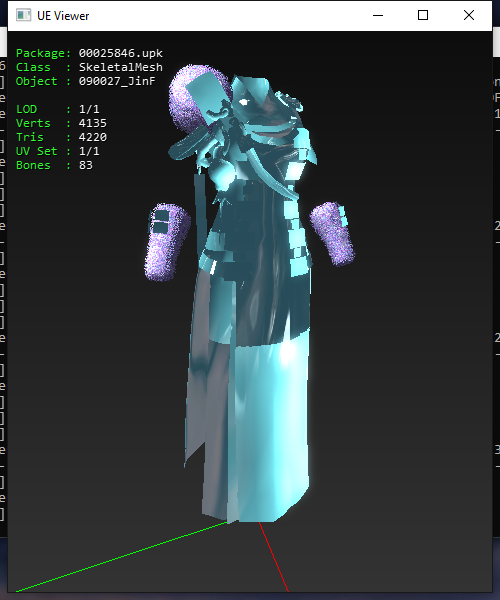 UE Viewer
Package: 00025846.upk
Class  : SkeletalMesh
Object : 090027_JinF
LOD    : 1/1
Verts  : 4135
Tris   : 4220
UV Set : 1/1
Bones  : 83